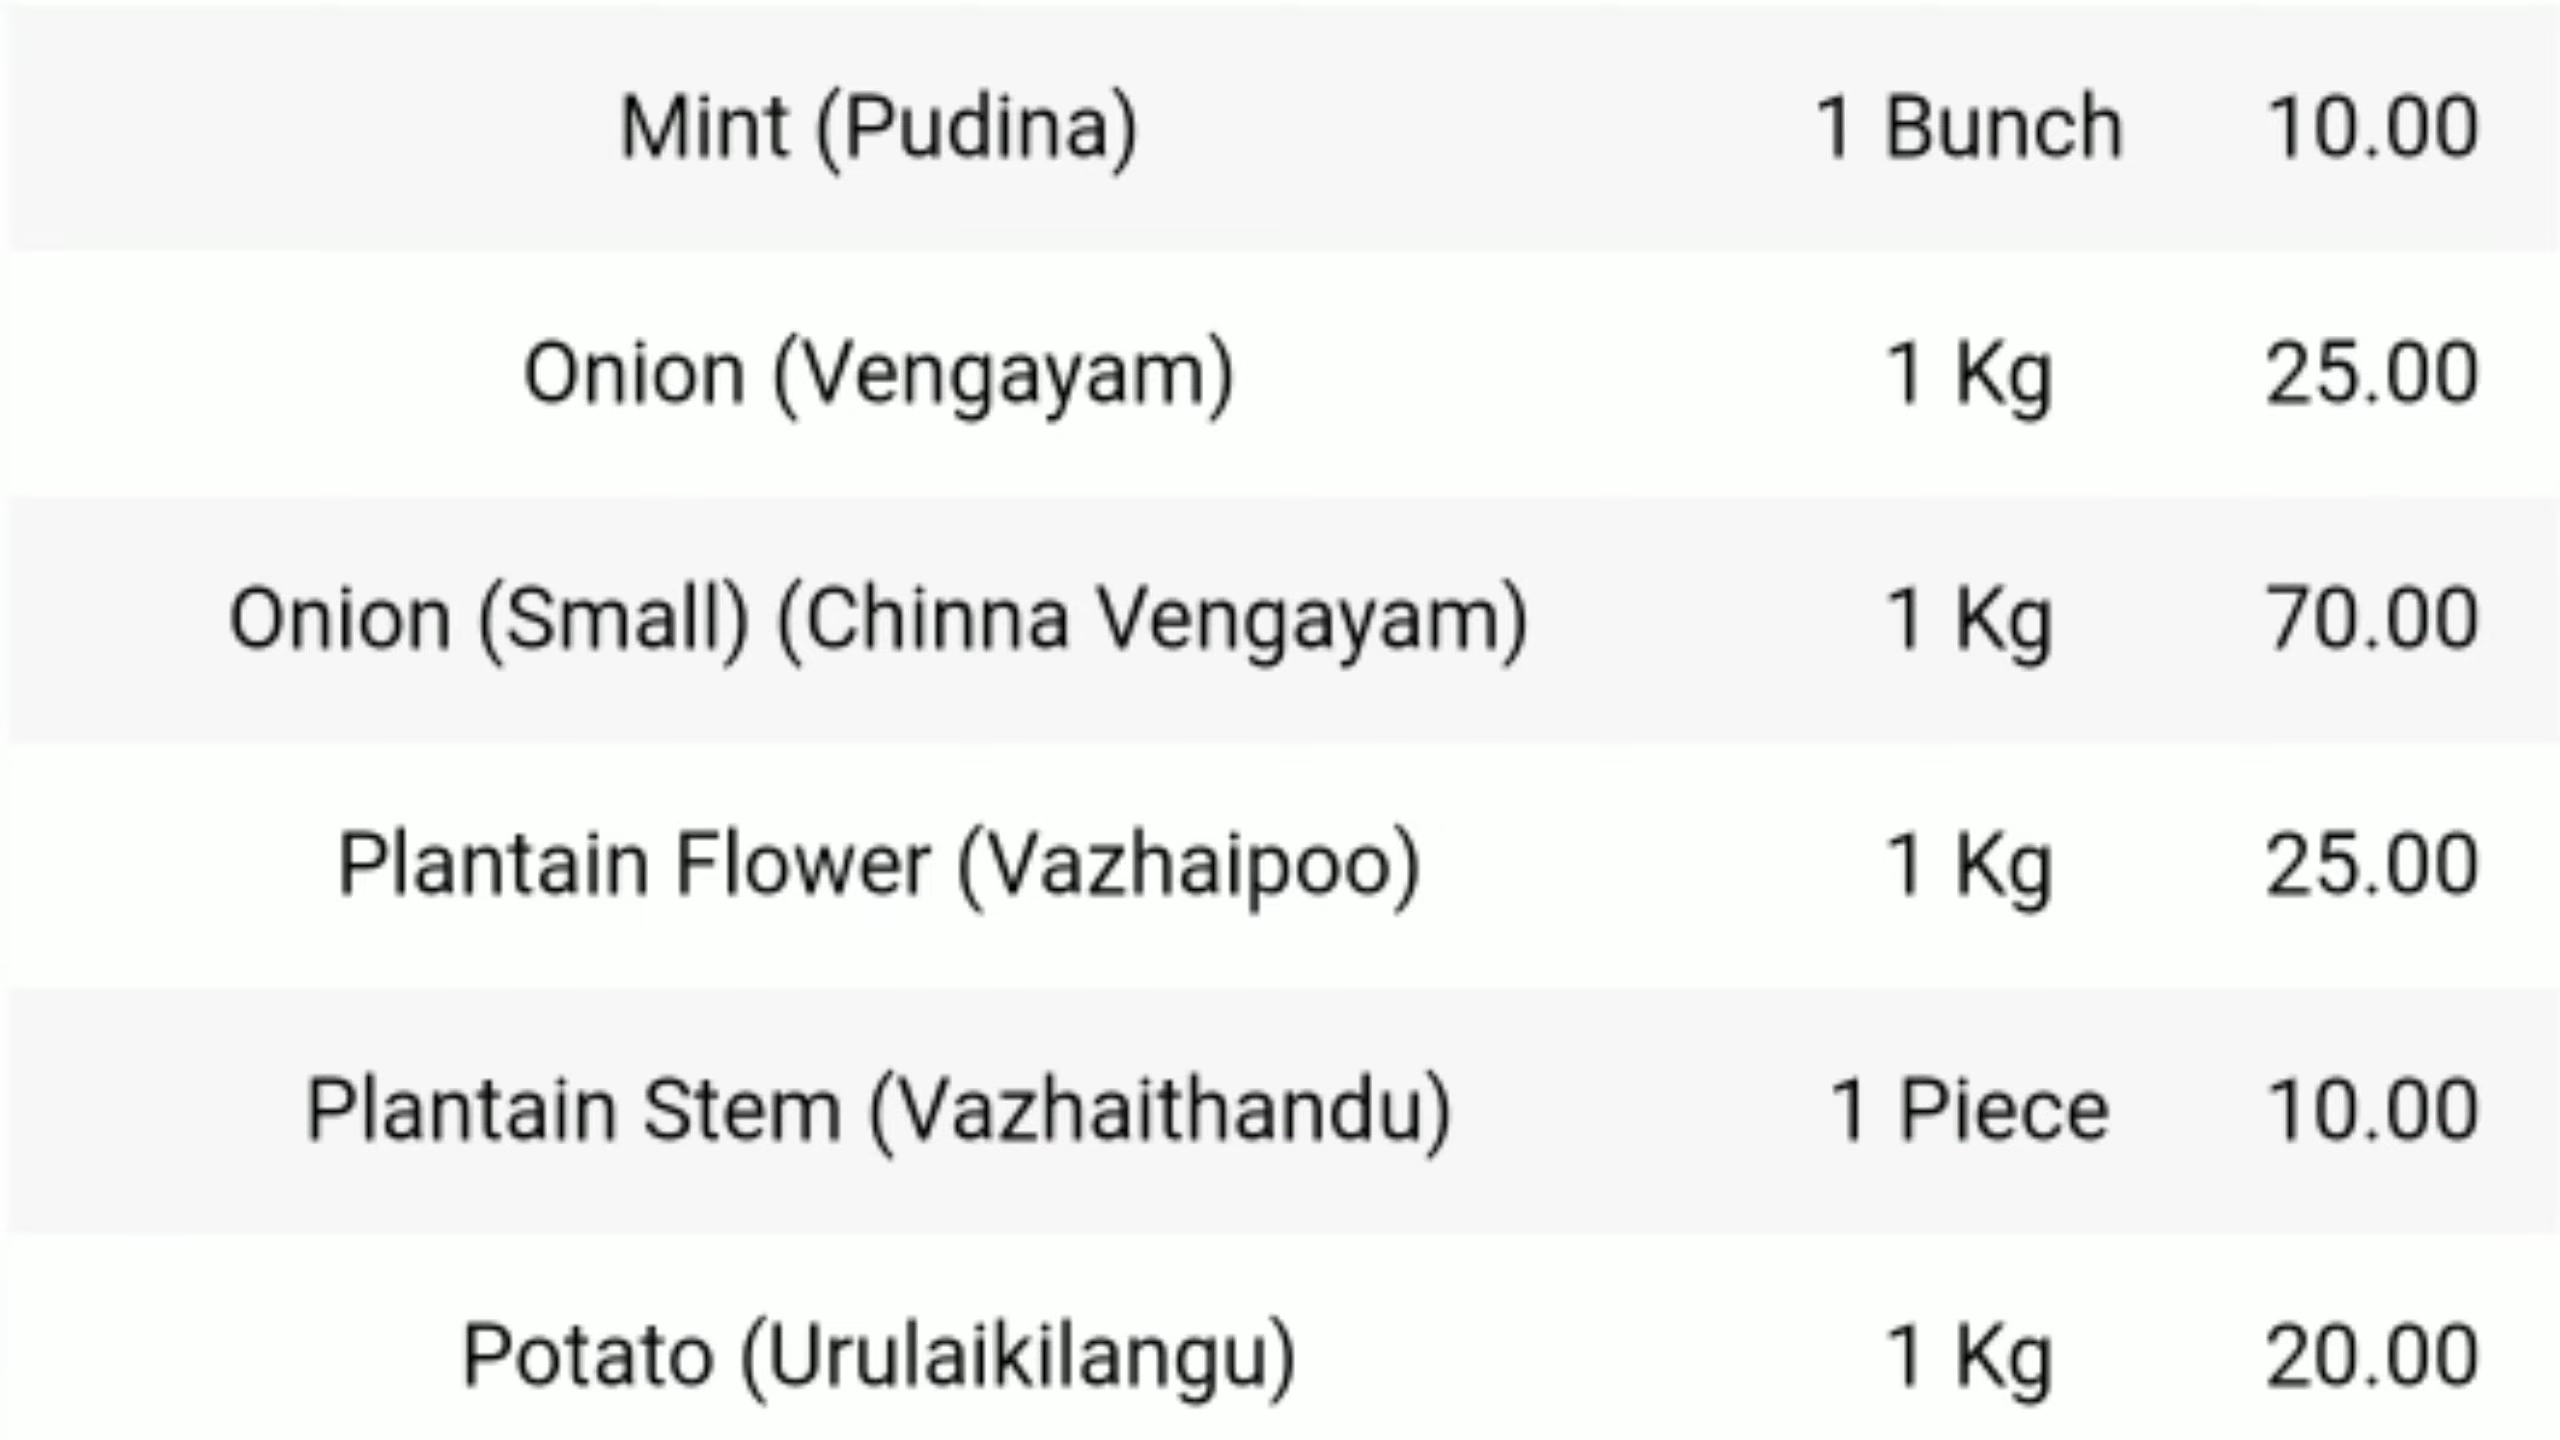 Mint (Pudina) 1 Bunch 10.00
Onion (Vengayam) 1 Kg 25.00
Onion (Small) (Chinna Vengayam) 1 Kg 70.00
Plantain Flower (Vazhaipoo) 1 Kg 25.00
Plantain Stem (Vazhaithandu) 1 Piece 10.00
Potato (Urulaikilangu) 1 Kg 20.00